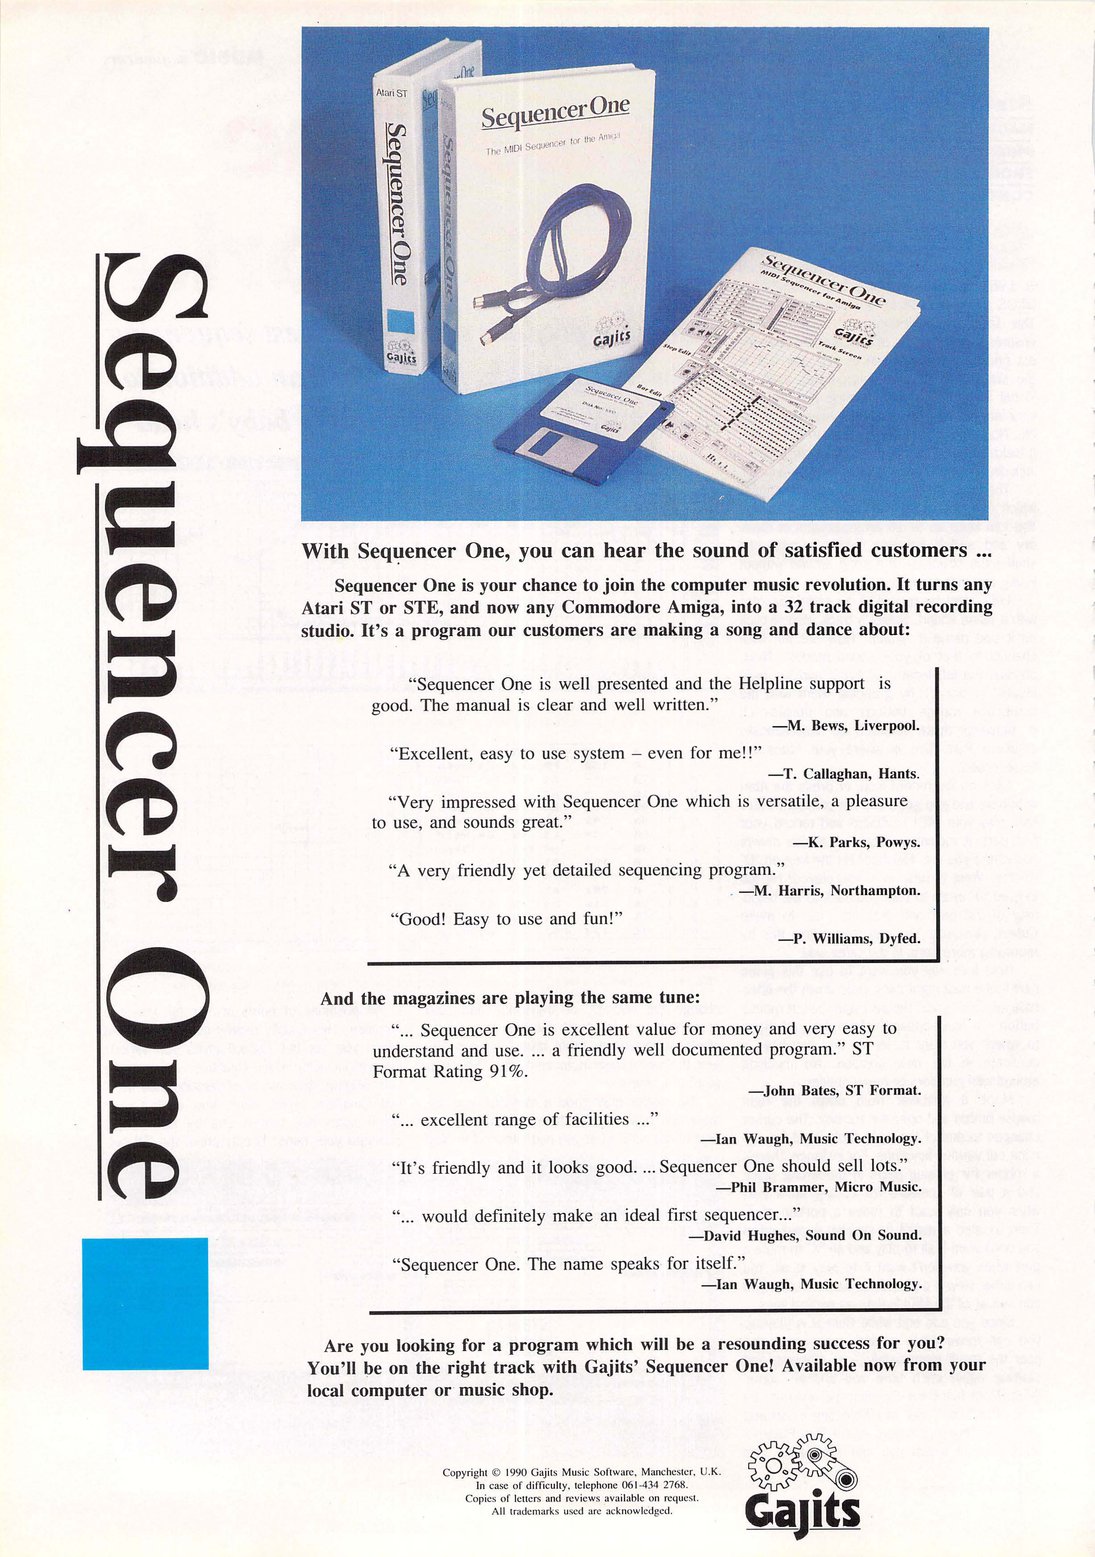 Sequencer One
Atari ST
Sequencer One
Gajits
Sequencer One
Sequencer One
The MIDI Sequencer for the Amiga
Gajits
Sequencer One
MIDI Sequencer for Amiga
Gajits
Track Screen
Step Edit
Bar Edit
Sequencer One
Gajits
With Sequencer One, you can hear the sound of satisfied customers ...
Sequencer One is your chance to join the computer music revolution. It turns any
Atari ST or STE, and now any Commodore Amiga, into a 32 track digital recording
studio. It's a program our customers are making a song and dance about:
“Sequencer One is well presented and the Helpline support is
good. The manual is clear and well written.”
—M. Bews, Liverpool.
“Excellent, easy to use system – even for me!!”
—T. Callaghan, Hants.
“Very impressed with Sequencer One which is versatile, a pleasure
to use, and sounds great.”
—K. Parks, Powys.
“A very friendly yet detailed sequencing program.”
—M. Harris, Northampton.
“Good! Easy to use and fun!”
—P. Williams, Dyfed.
And the magazines are playing the same tune:
“... Sequencer One is excellent value for money and very easy to
understand and use. ... a friendly well documented program.” ST
Format Rating 91%.
—John Bates, ST Format.
“... excellent range of facilities ...”
—Ian Waugh, Music Technology.
“It's friendly and it looks good. ... Sequencer One should sell lots.”
—Phil Brammer, Micro Music.
“... would definitely make an ideal first sequencer...”
—David Hughes, Sound On Sound.
“Sequencer One. The name speaks for itself.”
—Ian Waugh, Music Technology.
Are you looking for a program which will be a resounding success for you?
You'll be on the right track with Gajits' Sequencer One! Available now from your
local computer or music shop.
Copyright © 1990 Gajits Music Software, Manchester, U.K.
In case of difficulty, telephone 061-434 2768.
Copies of letters and reviews available on request.
All trademarks used are acknowledged.
Gajits